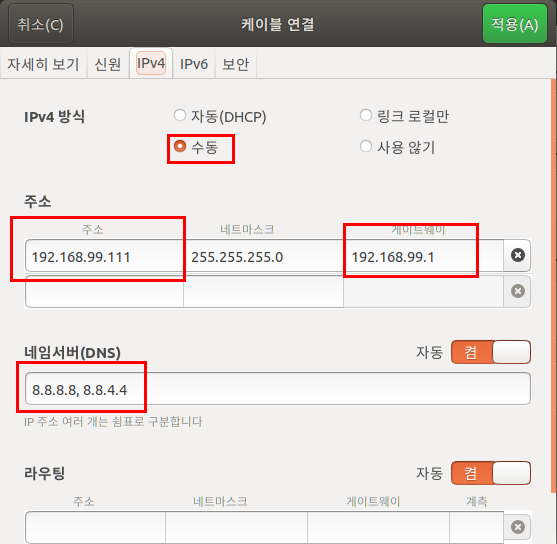 취소(C) 케이블 연결 적용(A)
자세히 보기 신원 IPv4 IPv6 보안
IPv4 방식 자동(DHCP) 링크 로컬만
수동 사용 않기
주소
주소 네트마스크 게이트웨이
192.168.99.111 255.255.255.0 192.168.99.1
네임서버(DNS) 자동 켬
8.8.8.8, 8.8.4.4
IP 주소 여러 개는 쉼표로 구분합니다
라우팅 자동 켬
주소 네트마스크 게이트웨이 계측